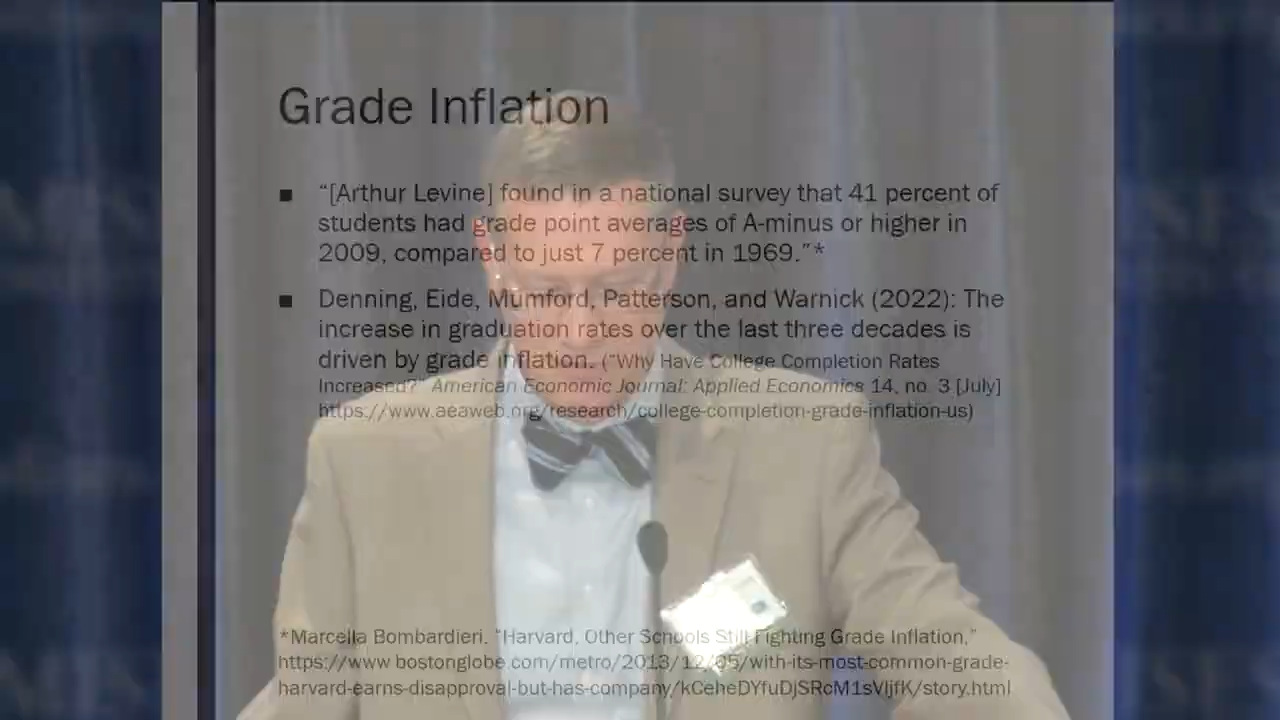 Grade Inflation
▪ “[Arthur Levine] found in a national survey that 41 percent of
students had grade point averages of A-minus or higher in
2009, compared to just 7 percent in 1969.”*
▪ Denning, Eide, Mumford, Patterson, and Warnick (2022): The
increase in graduation rates over the last three decades is
driven by grade inflation. (“Why Have College Completion Rates
Increased?” American Economic Journal: Applied Economics 14, no. 3 [July]
https://www.aeaweb.org/research/college-completion-grade-inflation-us)
*Marcella Bombardieri, “Harvard, Other Schools Still Fighting Grade Inflation,”
https://www.bostonglobe.com/metro/2013/12/05/with-its-most-common-grade-
harvard-earns-disapproval-but-has-company/kCeheDYfuDjSRcM1sVljfK/story.html